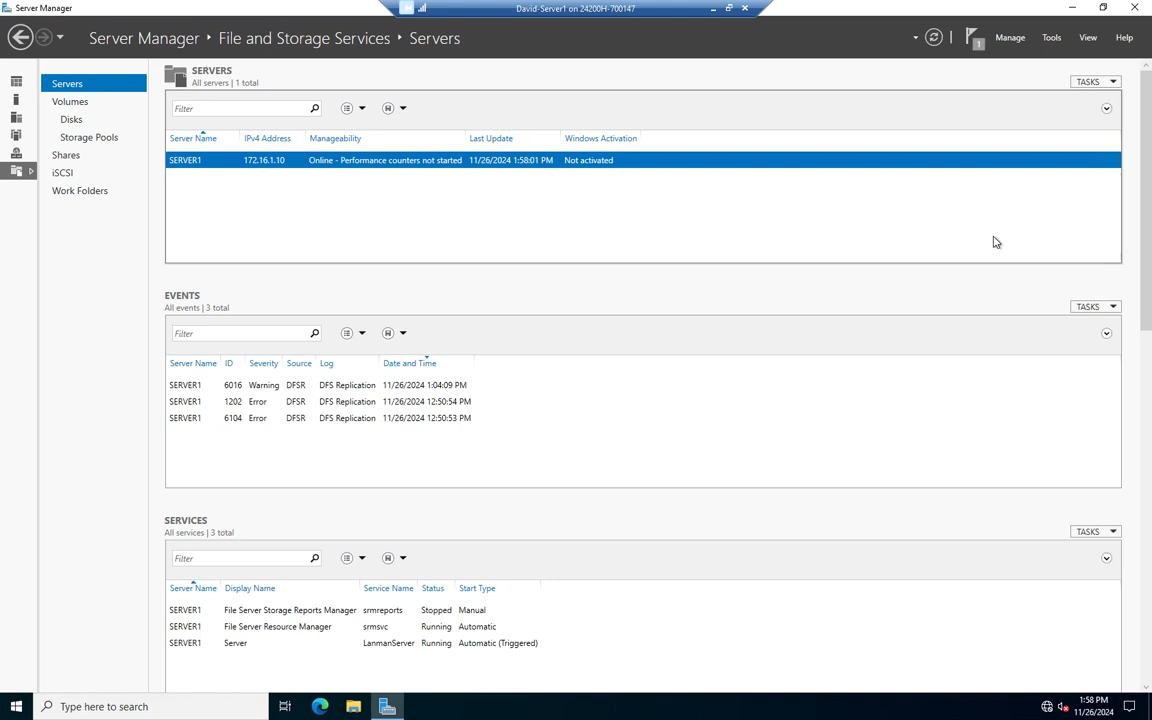 Server Manager
David-Server1 on 24200H-700147
Server Manager ‣ File and Storage Services ‣ Servers
1
Manage
Tools
View
Help
Servers
Volumes
Disks
Storage Pools
Shares
iSCSI
Work Folders
SERVERS
All servers | 1 total
TASKS
Filter
Server Name IPv4 Address Manageability Last Update Windows Activation
SERVER1 172.16.1.10 Online - Performance counters not started 11/26/2024 1:58:01 PM Not activated
EVENTS
All events | 3 total
TASKS
Filter
Server Name ID Severity Source Log Date and Time
SERVER1 6016 Warning DFSR DFS Replication 11/26/2024 1:04:09 PM
SERVER1 1202 Error DFSR DFS Replication 11/26/2024 12:50:54 PM
SERVER1 6104 Error DFSR DFS Replication 11/26/2024 12:50:53 PM
SERVICES
All services | 3 total
TASKS
Filter
Server Name Display Name Service Name Status Start Type
SERVER1 File Server Storage Reports Manager srmreports Stopped Manual
SERVER1 File Server Resource Manager srmsvc Running Automatic
SERVER1 Server LanmanServer Running Automatic (Triggered)
Type here to search
1:58 PM
11/26/2024